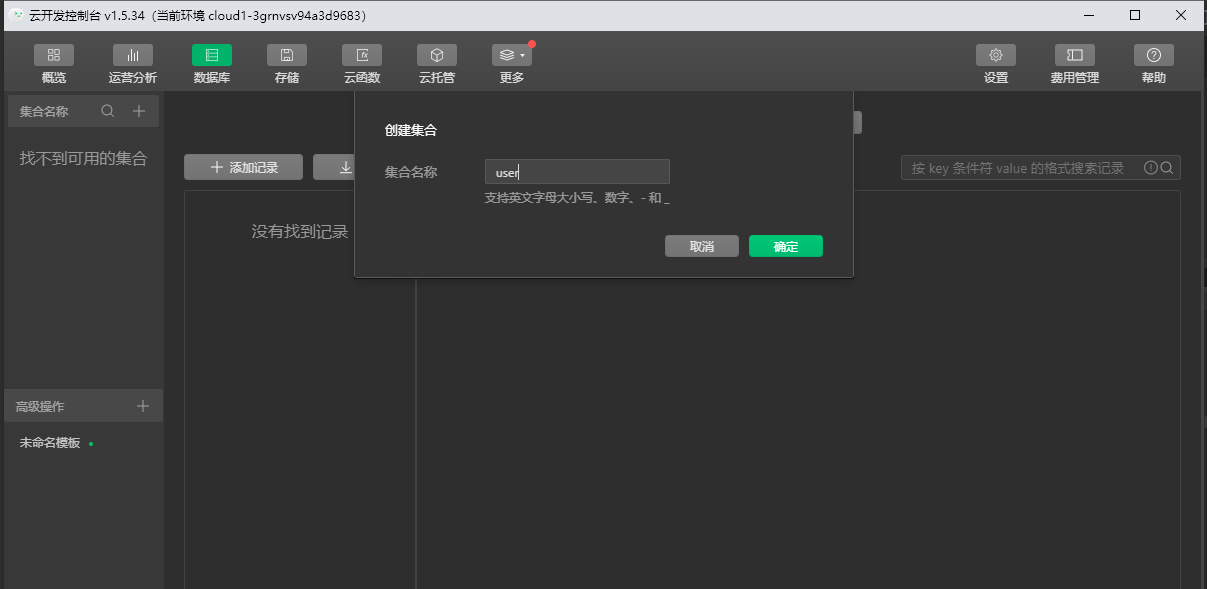 云开发控制台 v1.5.34（当前环境 cloud1-3grnvsv94a3d9683）
概览 运营分析 数据库 存储 云函数 云托管 更多 设置 费用管理 帮助
集合名称
找不到可用的集合
添加记录
按 key 条件符 value 的格式搜索记录
没有找到记录
创建集合
集合名称 user
支持英文字母大小写、数字、- 和 _
取消 确定
高级操作
未命名模板